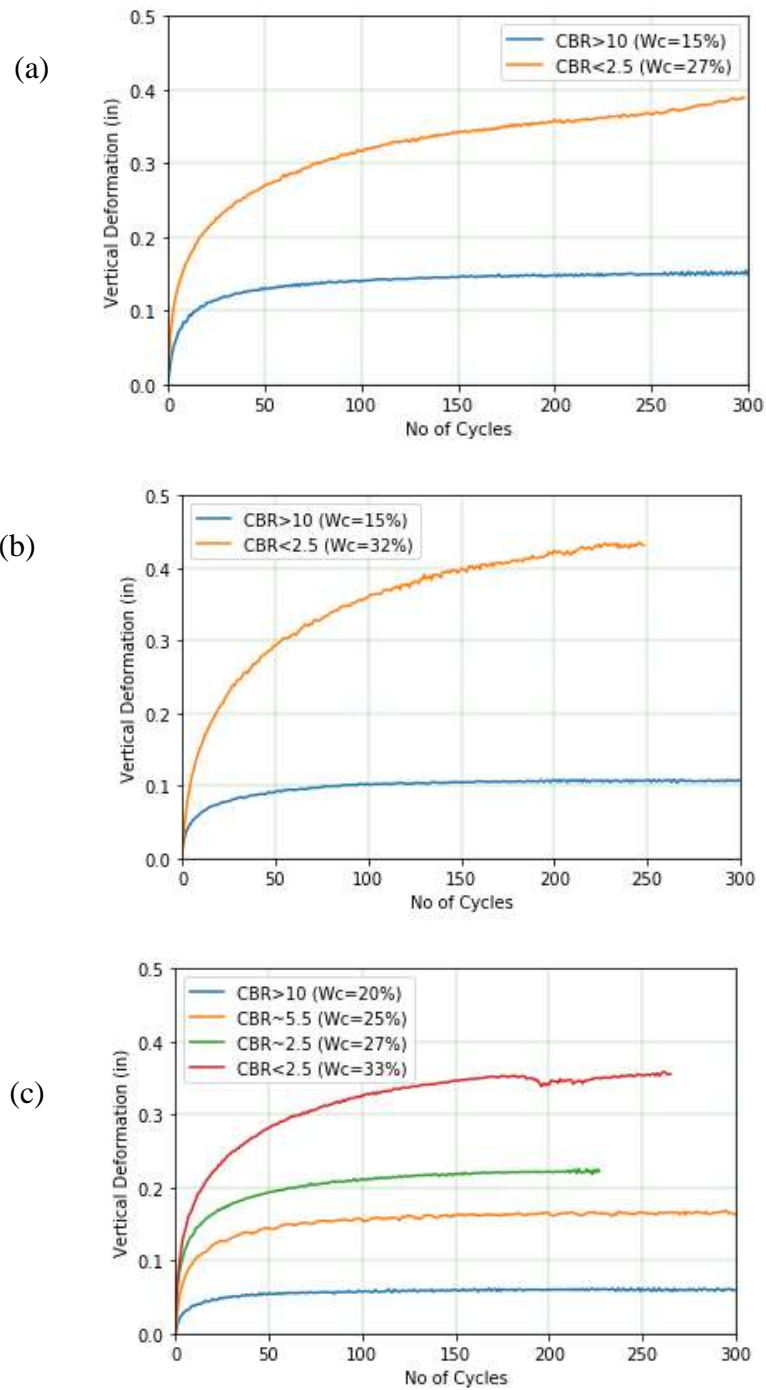 (a)
0.5
0.4
0.3
0.2
0.1
0.0
Vertical Deformation (in)
CBR>10 (Wc=15%)
CBR<2.5 (Wc=27%)
0 50 100 150 200 250 300
No of Cycles
(b)
0.5
0.4
0.3
0.2
0.1
0.0
Vertical Deformation (in)
CBR>10 (Wc=15%)
CBR<2.5 (Wc=32%)
0 50 100 150 200 250 300
No of Cycles
(c)
0.5
0.4
0.3
0.2
0.1
0.0
Vertical Deformation (in)
CBR>10 (Wc=20%)
CBR~5.5 (Wc=25%)
CBR~2.5 (Wc=27%)
CBR<2.5 (Wc=33%)
0 50 100 150 200 250 300
No of Cycles